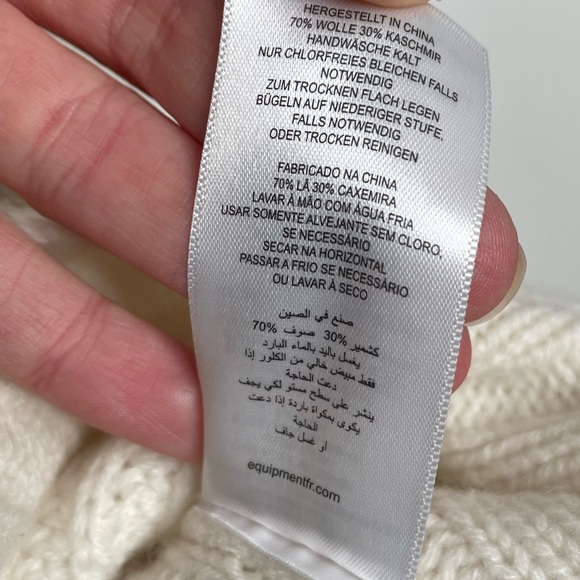 HERGESTELLT IN CHINA
70% WOLLE 30% KASCHMIR
HANDWÄSCHE KALT
NUR CHLORFREIES BLEICHEN FALLS
NOTWENDIG
ZUM TROCKNEN FLACH LEGEN
BÜGELN AUF NIEDERIGER STUFE,
FALLS NOTWENDIG
ODER TROCKEN REINIGEN
FABRICADO NA CHINA
70% LÃ 30% CAXEMIRA
LAVAR À MÃO COM ÁGUA FRIA
USAR SOMENTE ALVEJANTE SEM CLORO,
SE NECESSÁRIO
SECAR NA HORIZONTAL
PASSAR A FRIO SE NECESSÁRIO
OU LAVAR À SECO
صنع في الصين
كشمير 30% صوف 70%
يغسل باليد بالماء البارد
فقط مبيض خالي من الكلور إذا
دعت الحاجة
ينشر على سطح مستو لكي يجف
يكوى بمكواة باردة إذا دعت
الحاجة
أو غسل جاف
equipmentfr.com